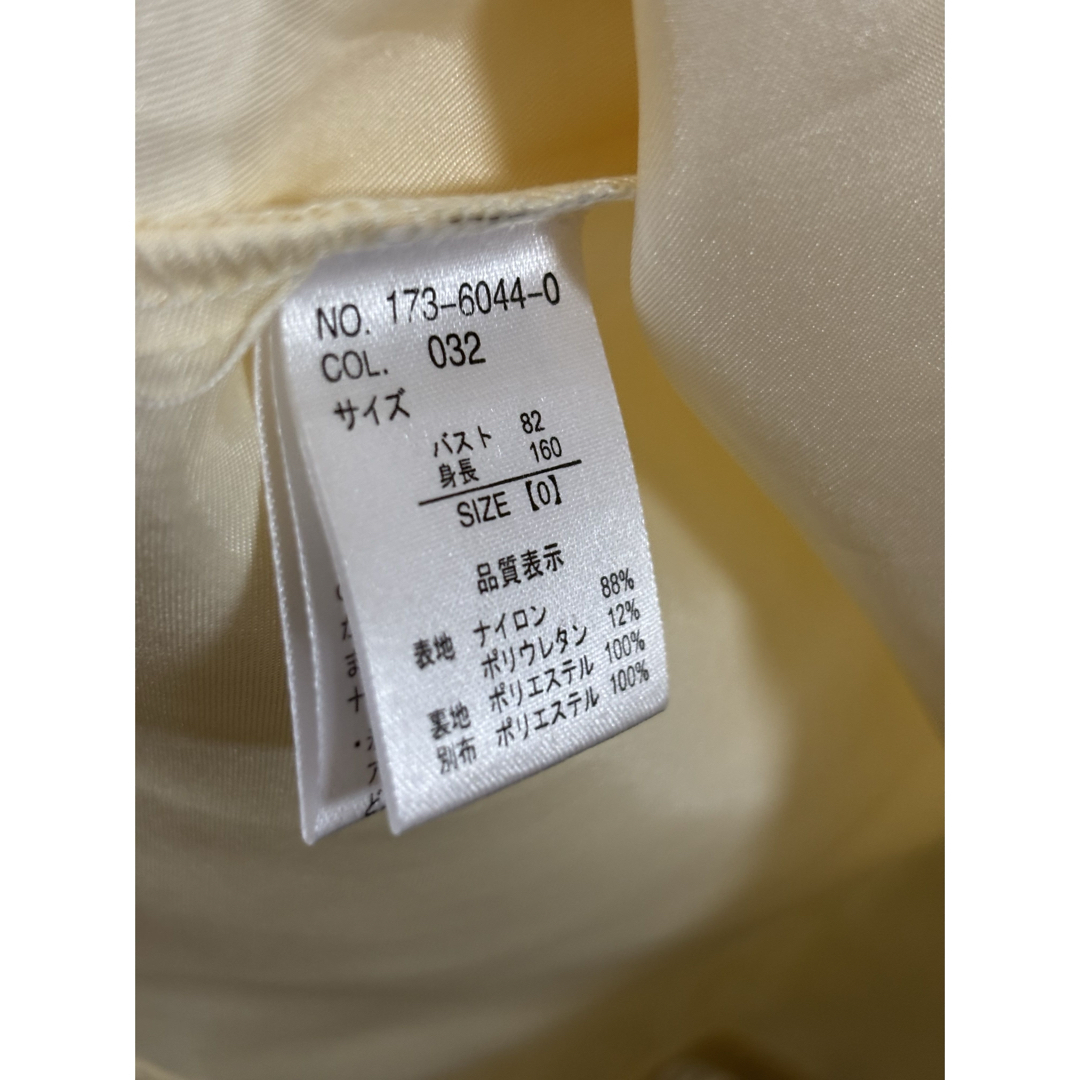 NO. 173-6044-0
COL. 032
サイズ
バスト 82
身長 160
SIZE【0】
品質表示
表地 ナイロン 88%
ポリウレタン 12%
裏地 ポリエステル 100%
別布 ポリエステル 100%